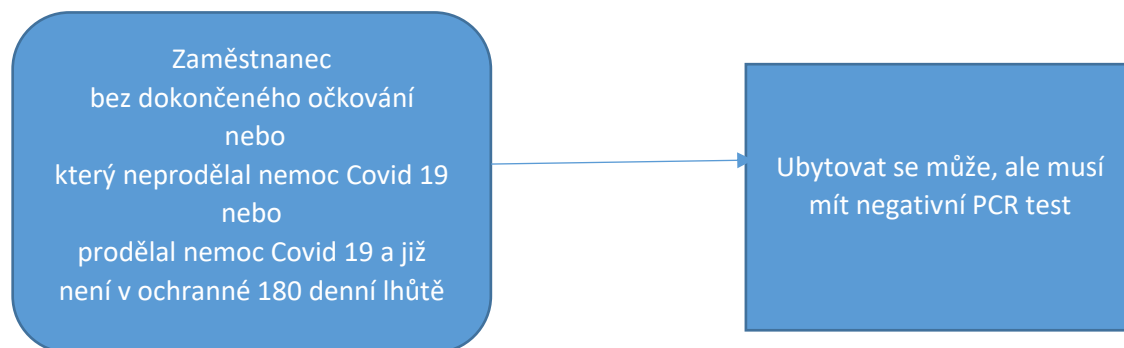 Zaměstnanec
bez dokončeného očkování
nebo
který neprodělal nemoc Covid 19
nebo
prodělal nemoc Covid 19 a již
není v ochranné 180 denní lhůtě
Ubytovat se může, ale musí
mít negativní PCR test